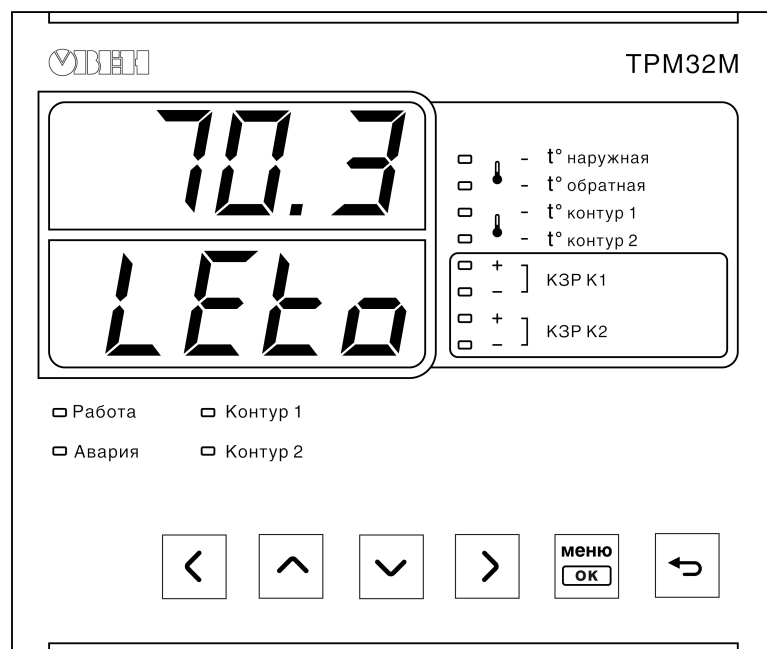 ОВЕН
ТРМ32М
70.3
LEto
– t° наружная
– t° обратная
– t° контур 1
– t° контур 2
+
–
КЗР К1
+
–
КЗР К2
Работа
Контур 1
Авария
Контур 2
меню
ОК